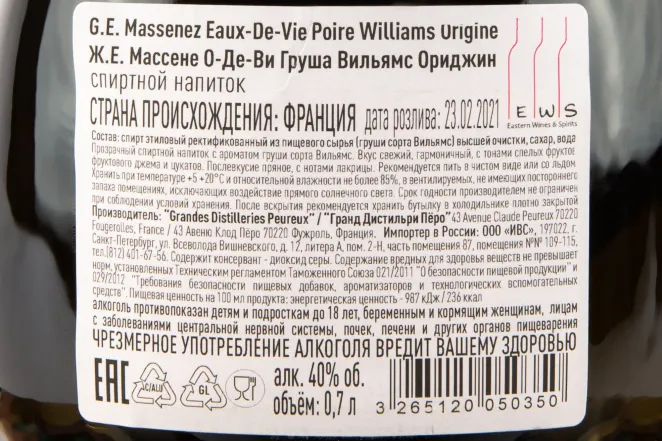 G.E. Massenez Eaux-De-Vie Poire Williams Origine
Ж.Е. Массене О-Де-Ви Груша Вильямс Ориджин
спиртной напиток
СТРАНА ПРОИСХОЖДЕНИЯ: ФРАНЦИЯ дата розлива: 23.02.2021
E W S
Eastern Wines & Spirits
Состав: спирт этиловый ректификованный из пищевого сырья (груши сорта Вильямс) высшей очистки, сахар, вода
Прозрачный спиртной напиток с ароматом груши сорта Вильямс. Вкус свежий, гармоничный, с тонами спелых фруктов,
фруктового джема и цукатов. Послевкусие пряное, с нотами лакрицы. Рекомендуется пить в чистом виде или со льдом.
Хранить при температуре +5 +20°С и относительной влажности не более 85%, в вентилируемых, не имеющих постороннего
запаха помещениях, исключающих воздействие прямого солнечного света. Срок годности производителем не ограничен
при соблюдении условий хранения. После вскрытия рекомендуется хранить бутылку в холодильнике плотно закрытой
Производитель: "Grandes Distilleries Peureux" / "Гранд Дистильри Пёро" 43 Avenue Claude Peureux 70220
Fougerolles, France / 43 Авеню Клод Пёро 70220 Фужроль, Франция. Импортер в России: ООО «ИВС», 197022, г.
Санкт-Петербург, ул. Всеволода Вишневского, д. 12, литера А, пом. 2-Н, часть помещения 87, помещения №№ 109-115,
тел.(812) 401-67-56. Содержит консервант - диоксид серы. Содержание вредных для здоровья веществ не превышает
норм, установленных Техническим регламентом Таможенного Союза 021/2011 "О безопасности пищевой продукции" и
029/2012 "Требования безопасности пищевых добавок, ароматизаторов и технологических вспомогательных
средств". Пищевая ценность на 100 мл продукта: энергетическая ценность - 987 кДж / 236 ккал
алкоголь противопоказан детям и подросткам до 18 лет, беременным и кормящим женщинам, лицам
с заболеваниями центральной нервной системы, почек, печени и других органов пищеварения
ЧРЕЗМЕРНОЕ УПОТРЕБЛЕНИЕ АЛКОГОЛЯ ВРЕДИТ ВАШЕМУ ЗДОРОВЬЮ
EAC C/ALU GL алк. 40% об.
объём: 0,7 л
3 265120 050350